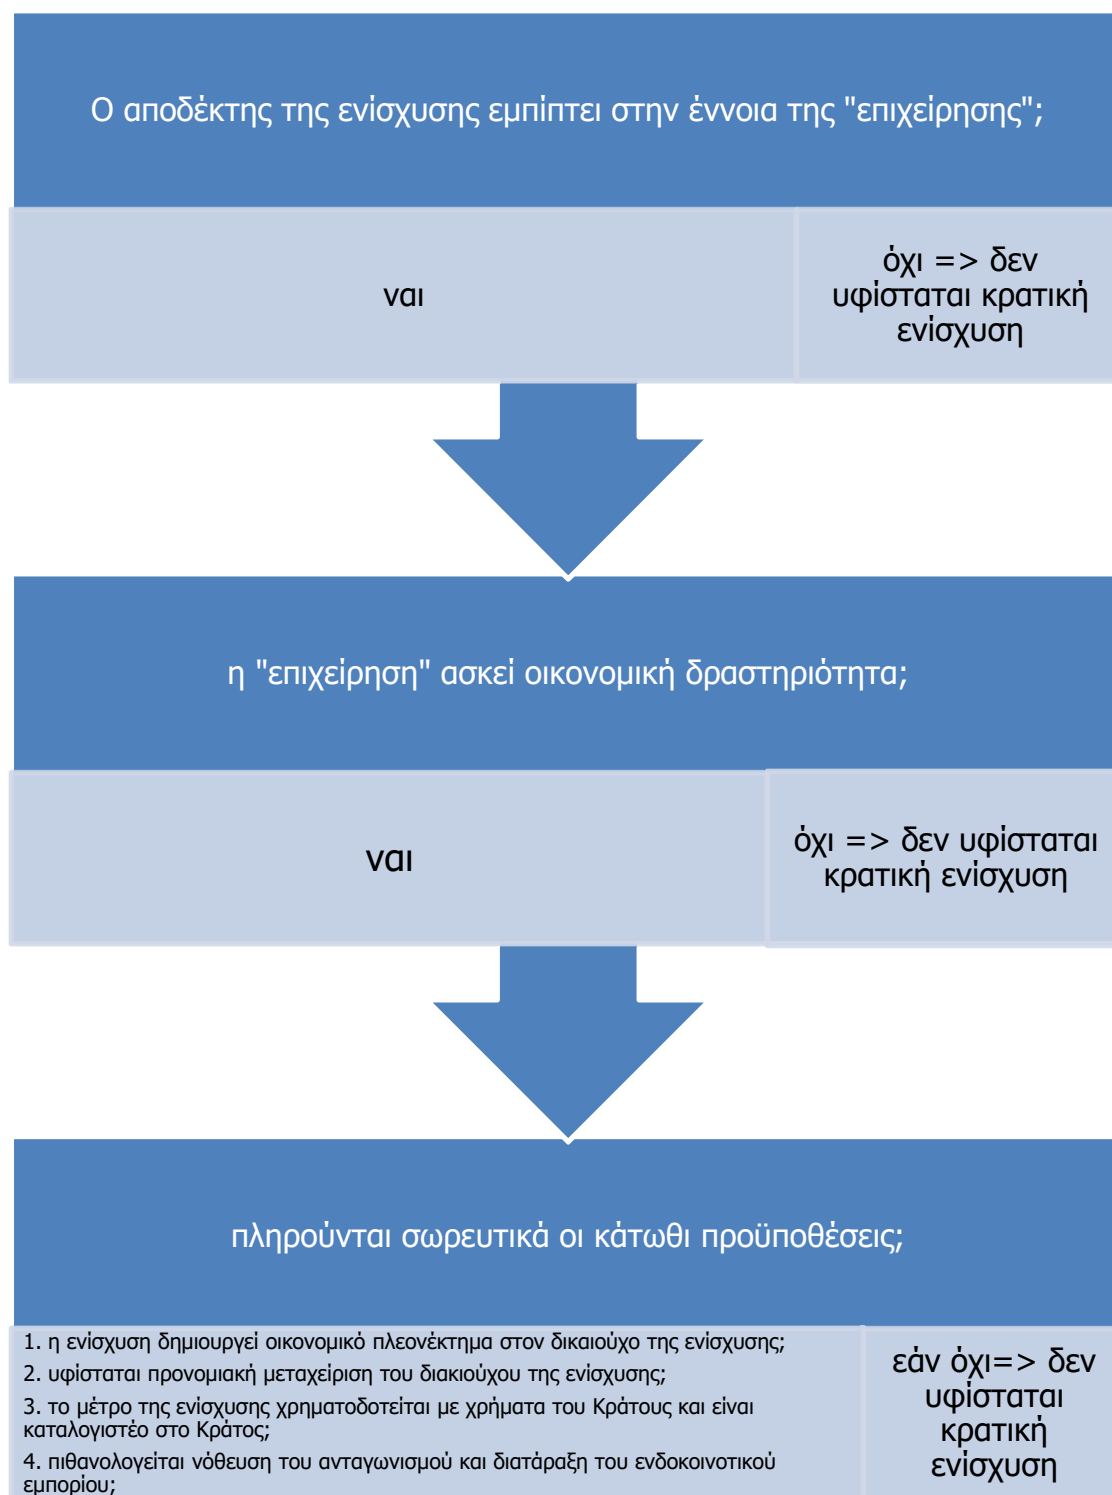 Ο αποδέκτης της ενίσχυσης εμπίπτει στην έννοια της "επιχείρησης";
ναι
όχι => δεν
υφίσταται κρατική
ενίσχυση
η "επιχείρηση" ασκεί οικονομική δραστηριότητα;
ναι
όχι => δεν υφίσταται
κρατική ενίσχυση
πληρούνται σωρευτικά οι κάτωθι προϋποθέσεις;
1. η ενίσχυση δημιουργεί οικονομικό πλεονέκτημα στον δικαιούχο της ενίσχυσης;
2. υφίσταται προνομιακή μεταχείριση του διακιούχου της ενίσχυσης;
3. το μέτρο της ενίσχυσης χρηματοδοτείται με χρήματα του Κράτους και είναι
καταλογιστέο στο Κράτος;
4. πιθανολογείται νόθευση του ανταγωνισμού και διατάραξη του ενδοκοινοτικού
εμπορίου;
εάν όχι=> δεν
υφίσταται
κρατική
ενίσχυση